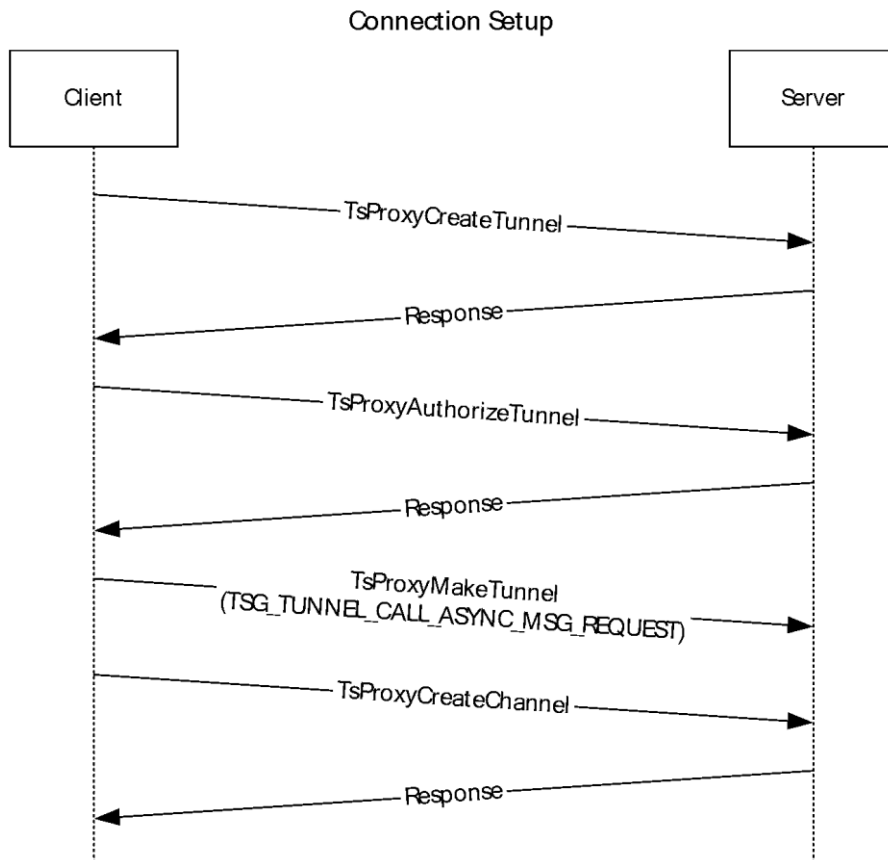 Connection Setup
Client
Server
TsProxyCreateTunnel
Response
TsProxyAuthorizeTunnel
Response
TsProxyMakeTunnel
(TSG_TUNNEL_CALL_ASYNC_MSG_REQUEST)
TsProxyCreateChannel
Response